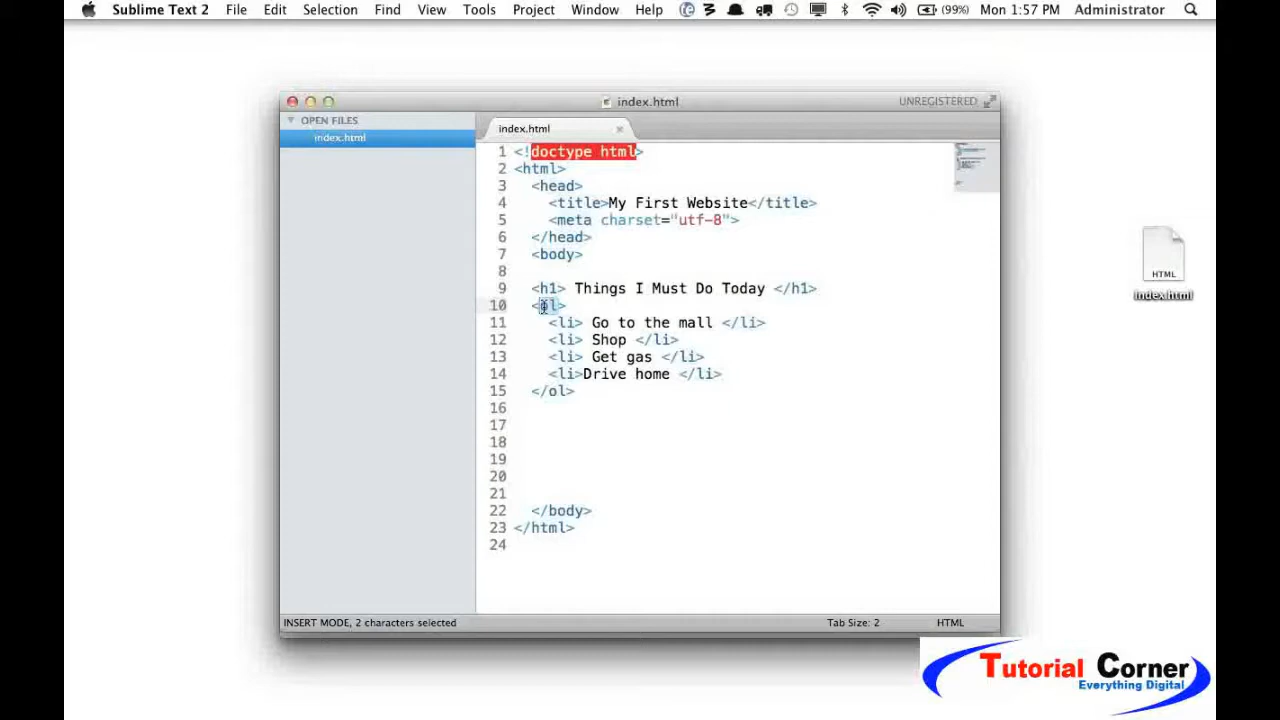 Sublime Text 2 File Edit Selection Find View Tools Project Window Help (99%) Mon 1:57 PM Administrator
index.html UNREGISTERED
OPEN FILES
index.html
index.html
1 <!doctype html>
2 <html>
3 <head>
4 <title>My First Website</title>
5 <meta charset="utf-8">
6 </head>
7 <body>
8
9 <h1> Things I Must Do Today </h1>
10 <ol>
11 <li> Go to the mall </li>
12 <li> Shop </li>
13 <li> Get gas </li>
14 <li>Drive home </li>
15 </ol>
16
17
18
19
20
21
22 </body>
23 </html>
24
HTML
index.html
INSERT MODE, 2 characters selected Tab Size: 2 HTML
Tutorial Corner
Everything Digital